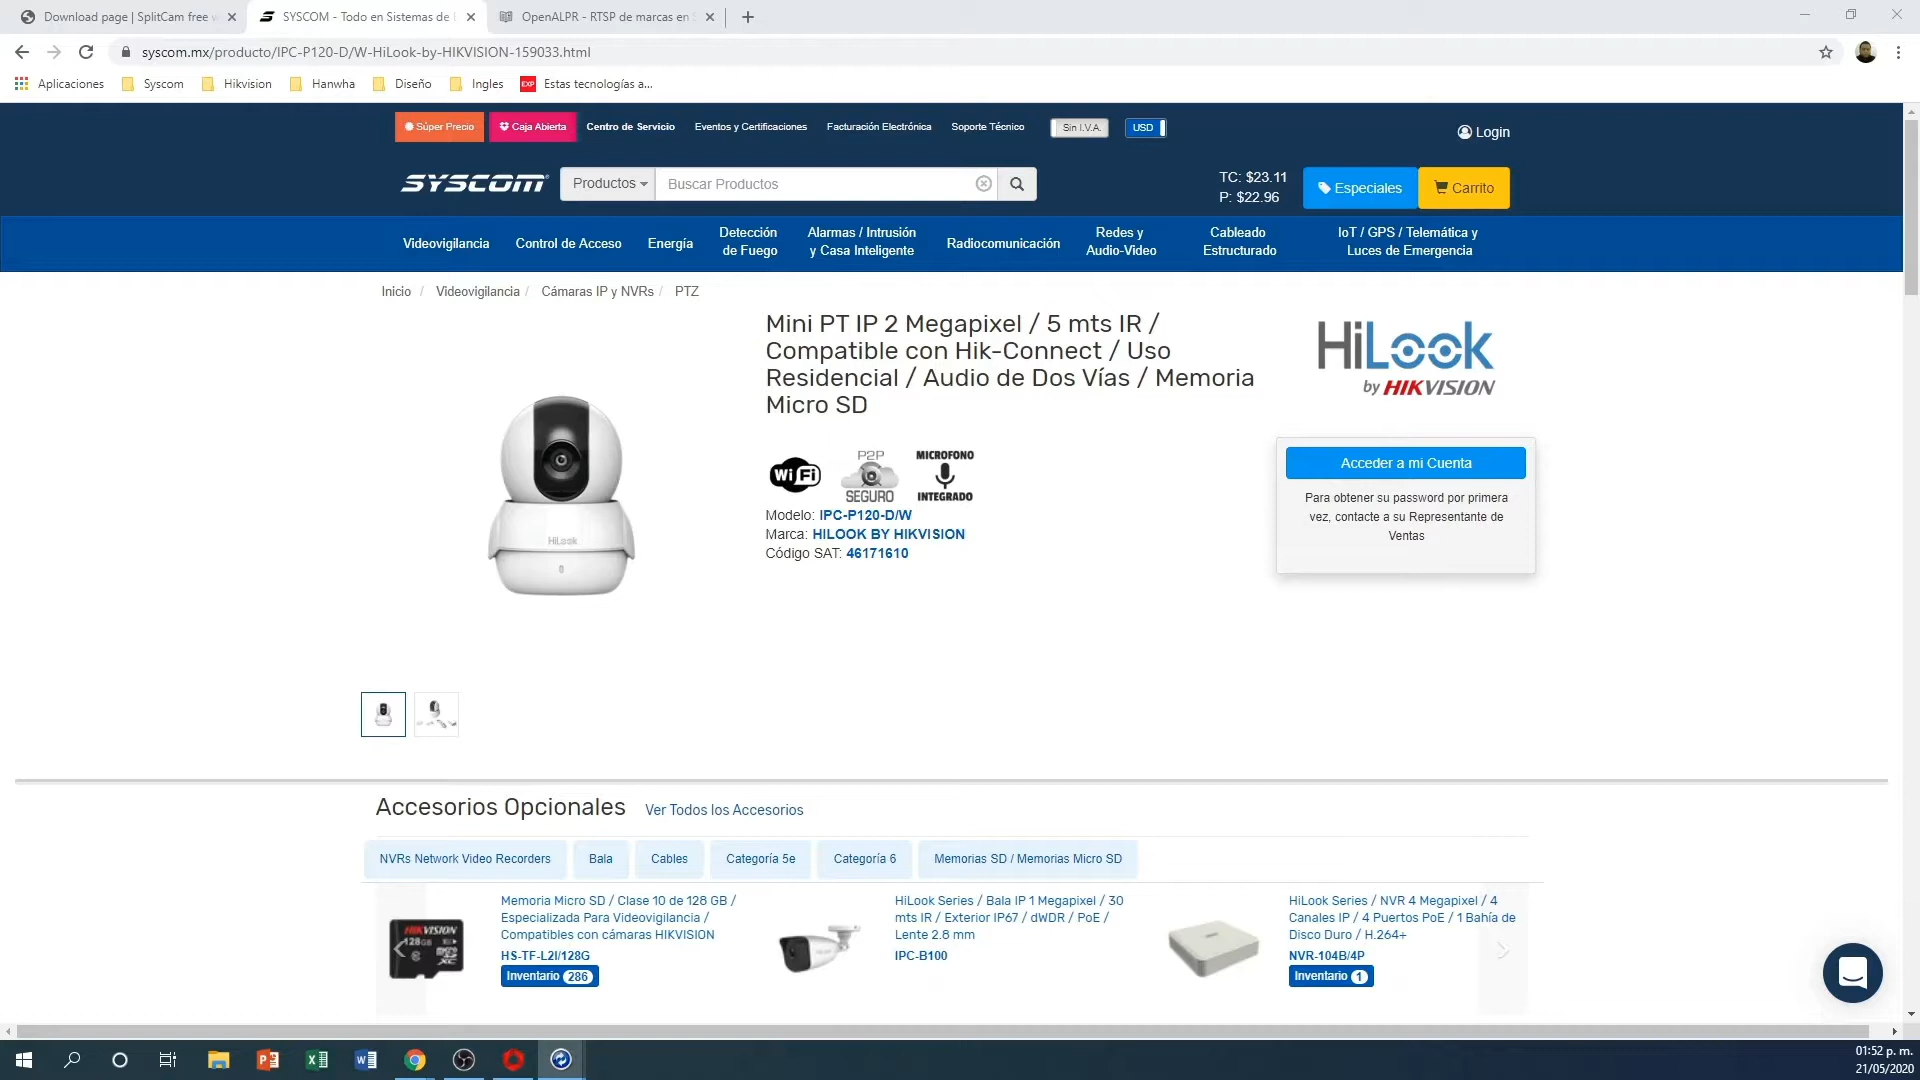 Download page | SplitCam free
SYSCOM - Todo en Sistemas de
OpenALPR - RTSP de marcas en
syscom.mx/producto/IPC-P120-D/W-HiLook-by-HIKVISION-159033.html
Aplicaciones
Syscom
Hikvision
Hanwha
Diseño
Ingles
EXP
Estas tecnologías a...
Súper Precio
Caja Abierta
Centro de Servicio
Eventos y Certificaciones
Facturación Electrónica
Soporte Técnico
Sin I.V.A.
USD
Login
SYSCOM
Productos
Buscar Productos
TC: $23.11
P: $22.96
Especiales
Carrito
Videovigilancia
Control de Acceso
Energía
Detección
de Fuego
Alarmas / Intrusión
y Casa Inteligente
Radiocomunicación
Redes y
Audio-Video
Cableado
Estructurado
IoT / GPS / Telemática y
Luces de Emergencia
Inicio / Videovigilancia / Cámaras IP y NVRs / PTZ
Mini PT IP 2 Megapixel / 5 mts IR /
Compatible con Hik-Connect / Uso
Residencial / Audio de Dos Vías / Memoria
Micro SD
HiLook
by HIKVISION
HiLook
Wi Fi
P2P
SEGURO
MICROFONO
INTEGRADO
Modelo: IPC-P120-D/W
Marca: HILOOK BY HIKVISION
Código SAT: 46171610
Acceder a mi Cuenta
Para obtener su password por primera
vez, contacte a su Representante de
Ventas
Accesorios Opcionales
Ver Todos los Accesorios
NVRs Network Video Recorders
Bala
Cables
Categoría 5e
Categoría 6
Memorias SD / Memorias Micro SD
HIKVISION
128GB
Memoria Micro SD / Clase 10 de 128 GB /
Especializada Para Videovigilancia /
Compatibles con cámaras HIKVISION
HS-TF-L2I/128G
Inventario 286
HiLook Series / Bala IP 1 Megapixel / 30
mts IR / Exterior IP67 / dWDR / PoE /
Lente 2.8 mm
IPC-B100
HiLook Series / NVR 4 Megapixel / 4
Canales IP / 4 Puertos PoE / 1 Bahía de
Disco Duro / H.264+
NVR-104B/4P
Inventario 1
01:52 p. m.
21/05/2020